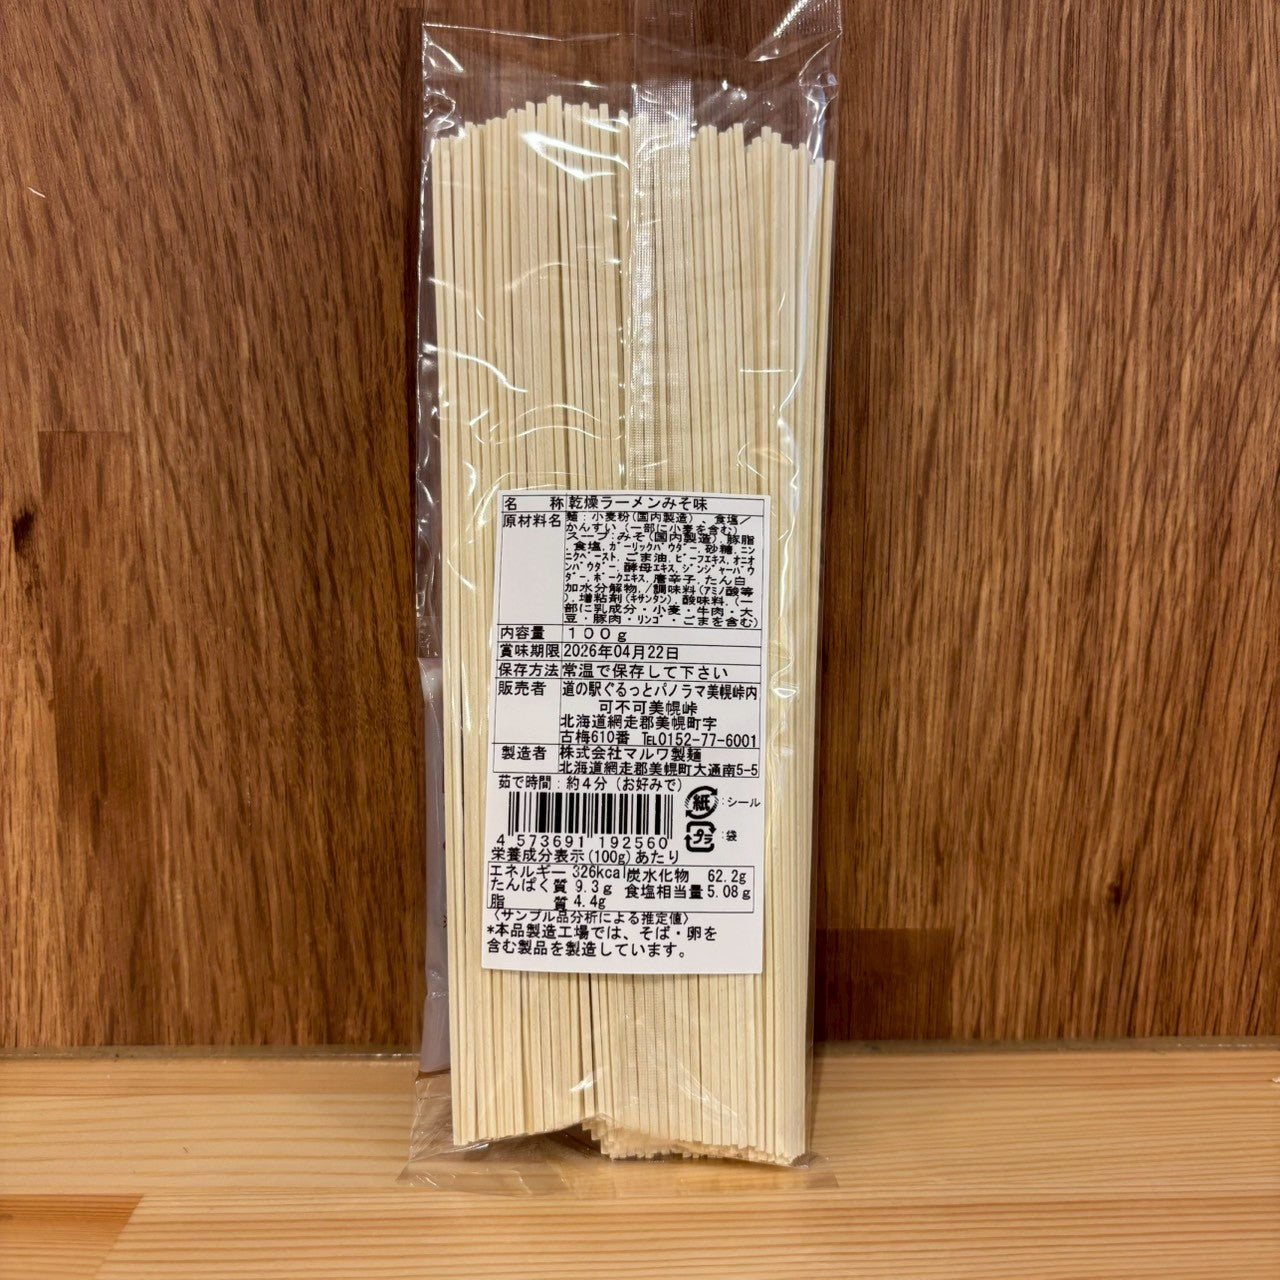 名 称 乾燥ラーメンみそ味
原材料名 麺:小麦粉(国内製造)、食塩/
かんすい(一部に小麦を含む)
スープ:みそ(国内製造),豚脂
,食塩,ガーリックパウダー,砂糖,ニン
ニクペースト,ごま油,ビーフエキス,オニオ
ンパウダー,酵母エキス,ジンジャーパウ
ダー,ポークエキス,唐辛子,たん白
加水分解物,/調味料(アミノ酸等
),増粘剤(キサンタン),酸味料,(一
部に乳成分・小麦・牛肉・大
豆・豚肉・リンゴ・ごまを含む)
内容量 100g
賞味期限 2026年04月22日
保存方法 常温で保存して下さい
販売者 道の駅ぐるっとパノラマ美幌峠内
可不可美幌峠
北海道網走郡美幌町字
古梅610番 ℡0152-77-6001
製造者 株式会社マルワ製麺
北海道網走郡美幌町大通南5-5
茹で時間:約4分(お好みで)
紙:シール
プラ:袋
4 573691 192560
栄養成分表示(100g)あたり
エネルギー 326kcal 炭水化物 62.2g
たんぱく質 9.3g 食塩相当量 5.08g
脂 質 4.4g
〈サンプル品分析による推定値〉
*本品製造工場では、そば・卵を
含む製品を製造しています。